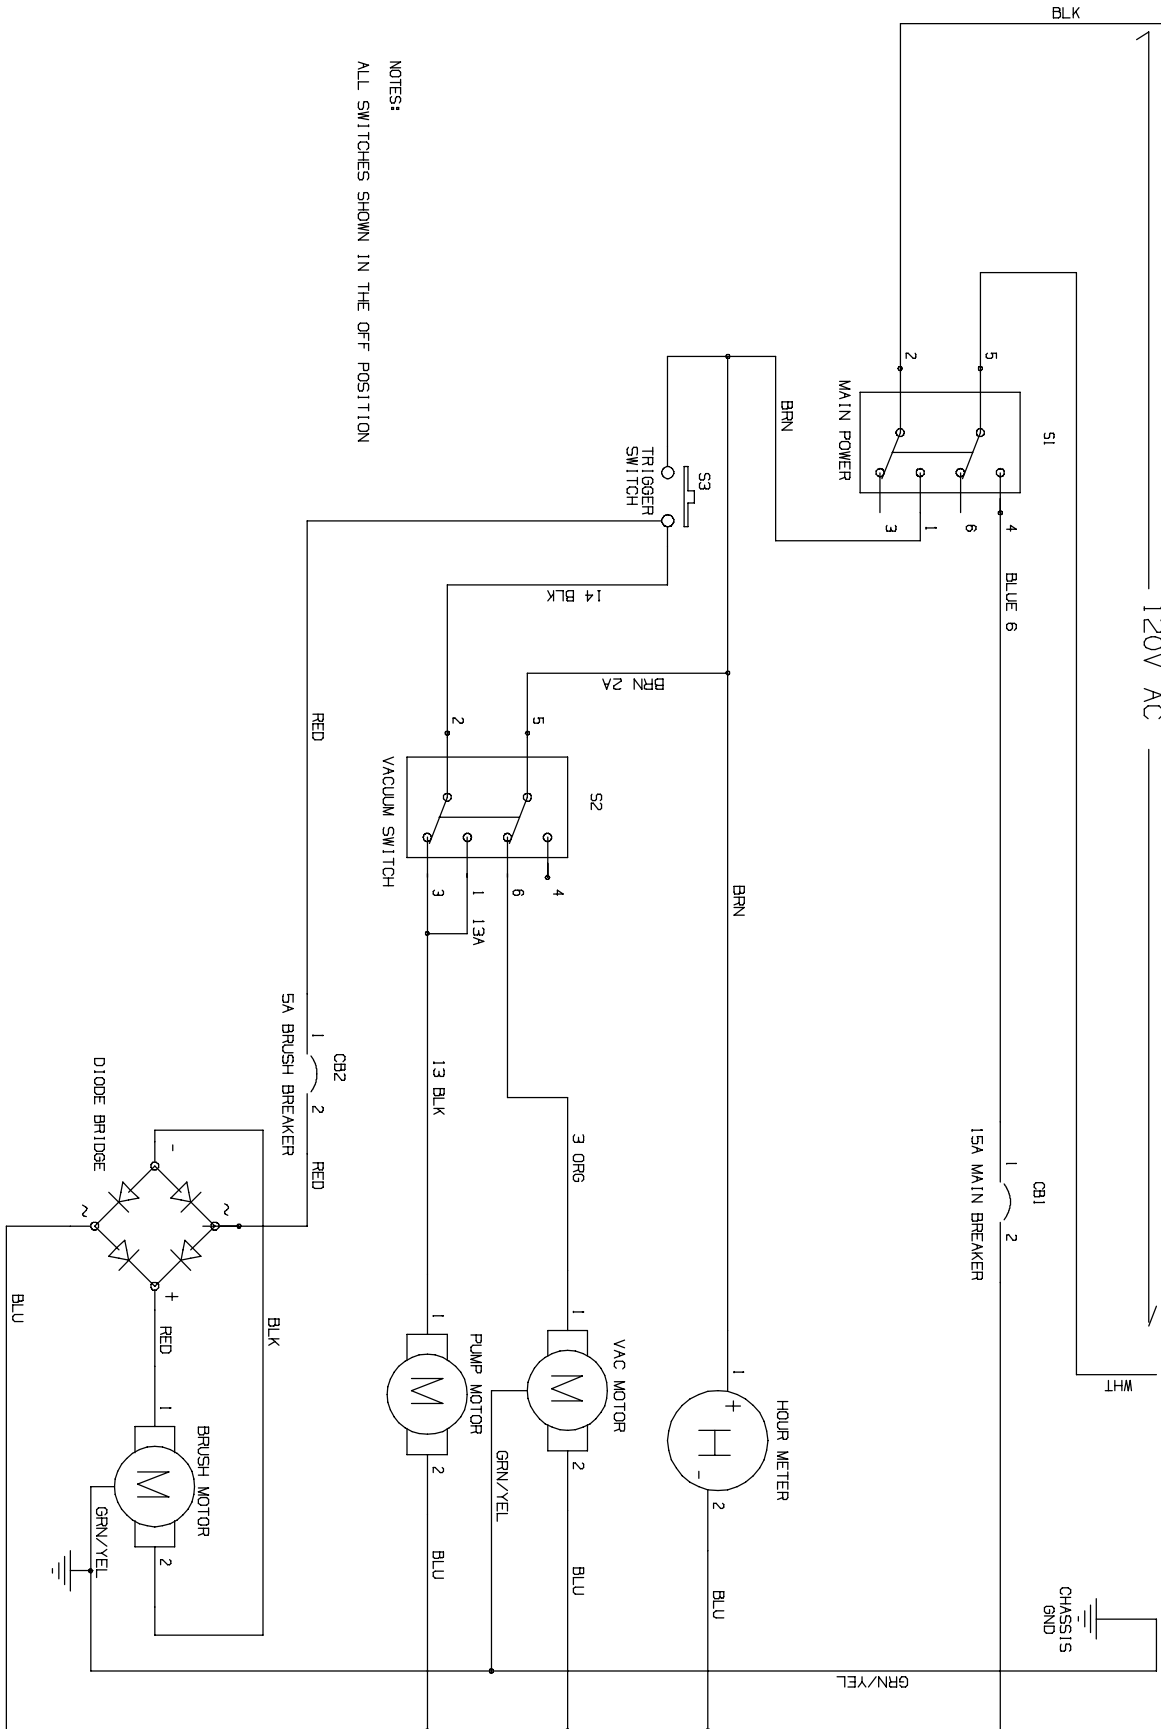 BLK
120V AC
WHT
NOTES:
ALL SWITCHES SHOWN IN THE OFF POSITION
S1
MAIN POWER
2
5
3
1
6
4
BRN
BLUE 6
S3
TRIGGER
SWITCH
14 BLK
BRN 2A
RED
S2
VACUUM SWITCH
2
5
3
1
6
4
13A
BRN
CB2
5A BRUSH BREAKER
1
2
RED
13 BLK
3 ORG
CB1
15A MAIN BREAKER
1
2
DIODE BRIDGE
-
~
~
+
BLU
BLK
RED
1
BRUSH MOTOR
M
2
GRN/YEL
1
PUMP MOTOR
M
2
BLU
1
VAC MOTOR
M
2
BLU
GRN/YEL
1
HOUR METER
+
H
-
2
BLU
CHASSIS
GND
GRN/YEL